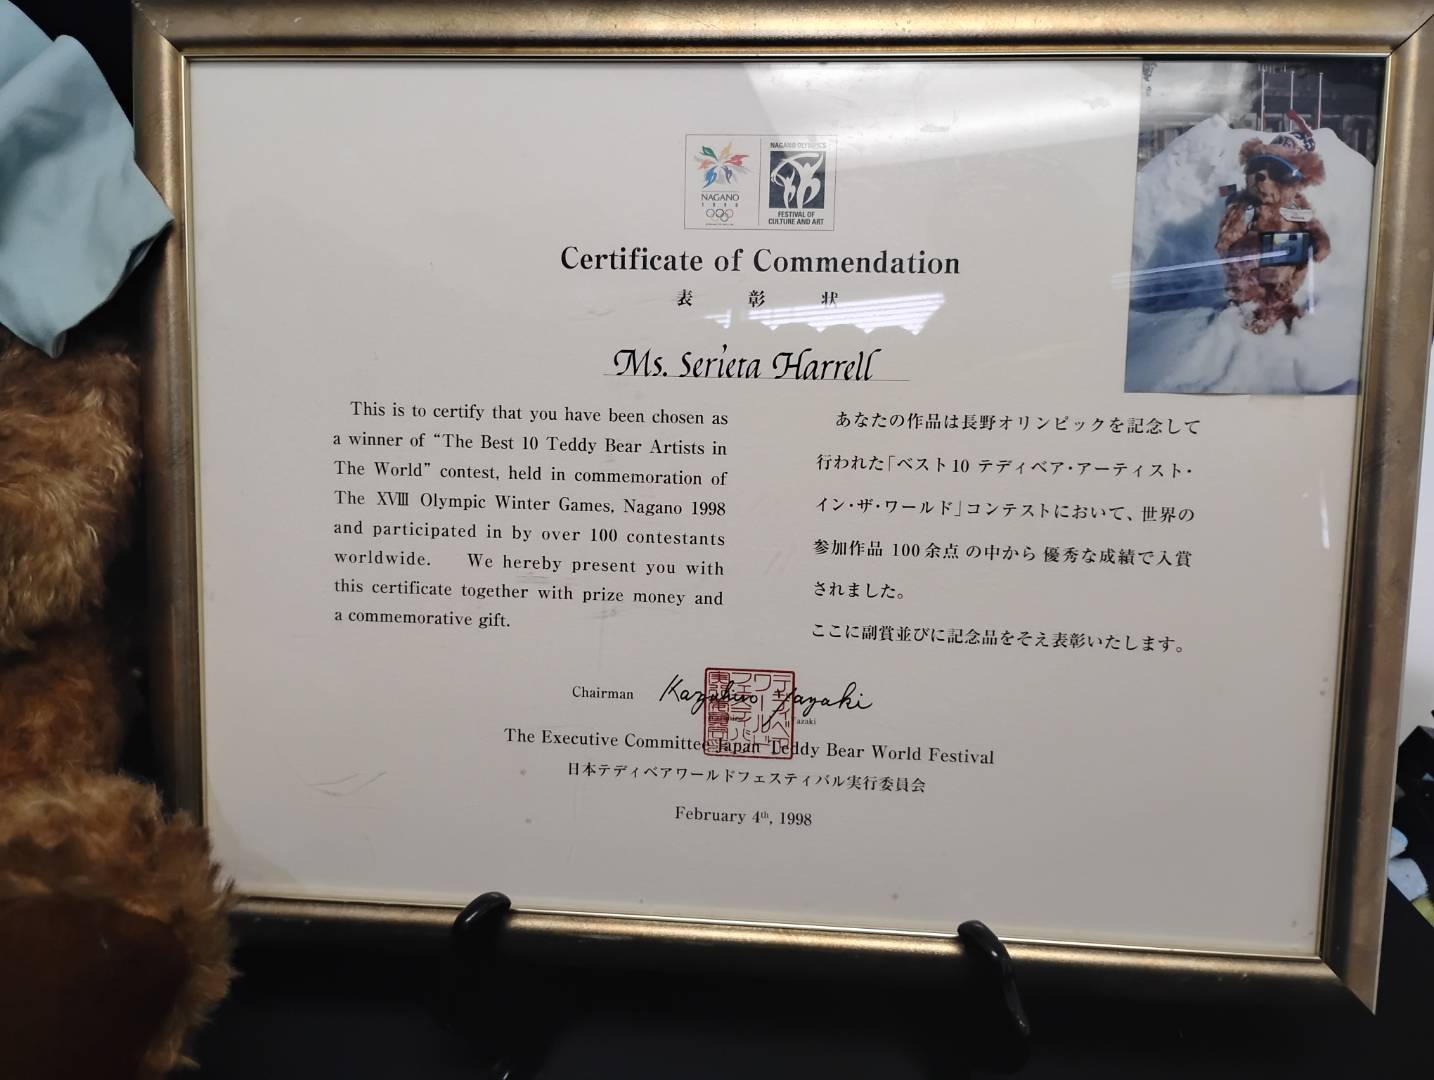 NAGANO
1998
NAGANO OLYMPICS
FESTIVAL OF
CULTURE AND ART
Certificate of Commendation
表彰状
Ms. Serieta Harrell
This is to certify that you have been chosen as
a winner of “The Best 10 Teddy Bear Artists in
The World” contest, held in commemoration of
The XVIII Olympic Winter Games, Nagano 1998
and participated in by over 100 contestants
worldwide. We hereby present you with
this certificate together with prize money and
a commemorative gift.
あなたの作品は長野オリンピックを記念して
行われた「ベスト10 テディベア・アーティスト・
イン・ザ・ワールド」コンテストにおいて、世界の
参加作品 100余点 の中から 優秀な成績で入賞
されました。
ここに副賞並びに記念品をそえ表彰いたします。
Chairman Kazuhiro Yazaki
The Executive Committee Japan Teddy Bear World Festival
日本テディベアワールドフェスティバル実行委員会
February 4th, 1998